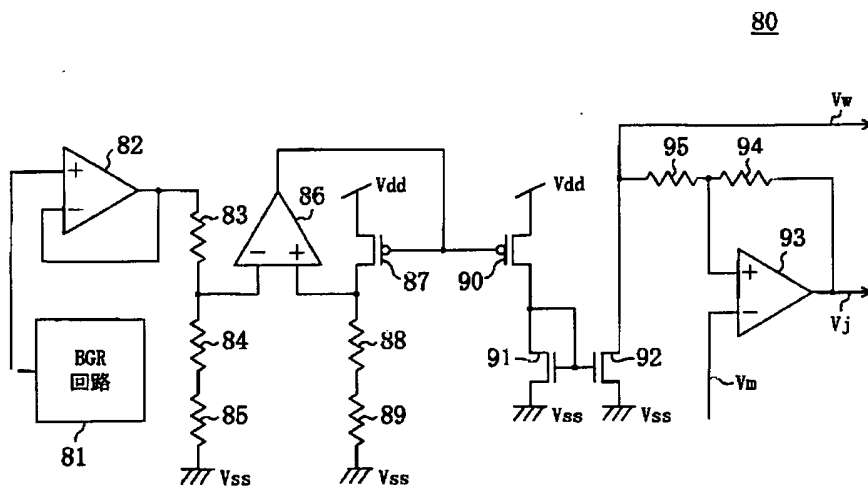 80
Vw
82
95
94
Vdd
Vdd
86
83
93
+
-
-
+
87
90
+
-
Vj
84
88
91
92
BGR
回路
Vm
Vss
Vss
85
89
81
Vss
Vss